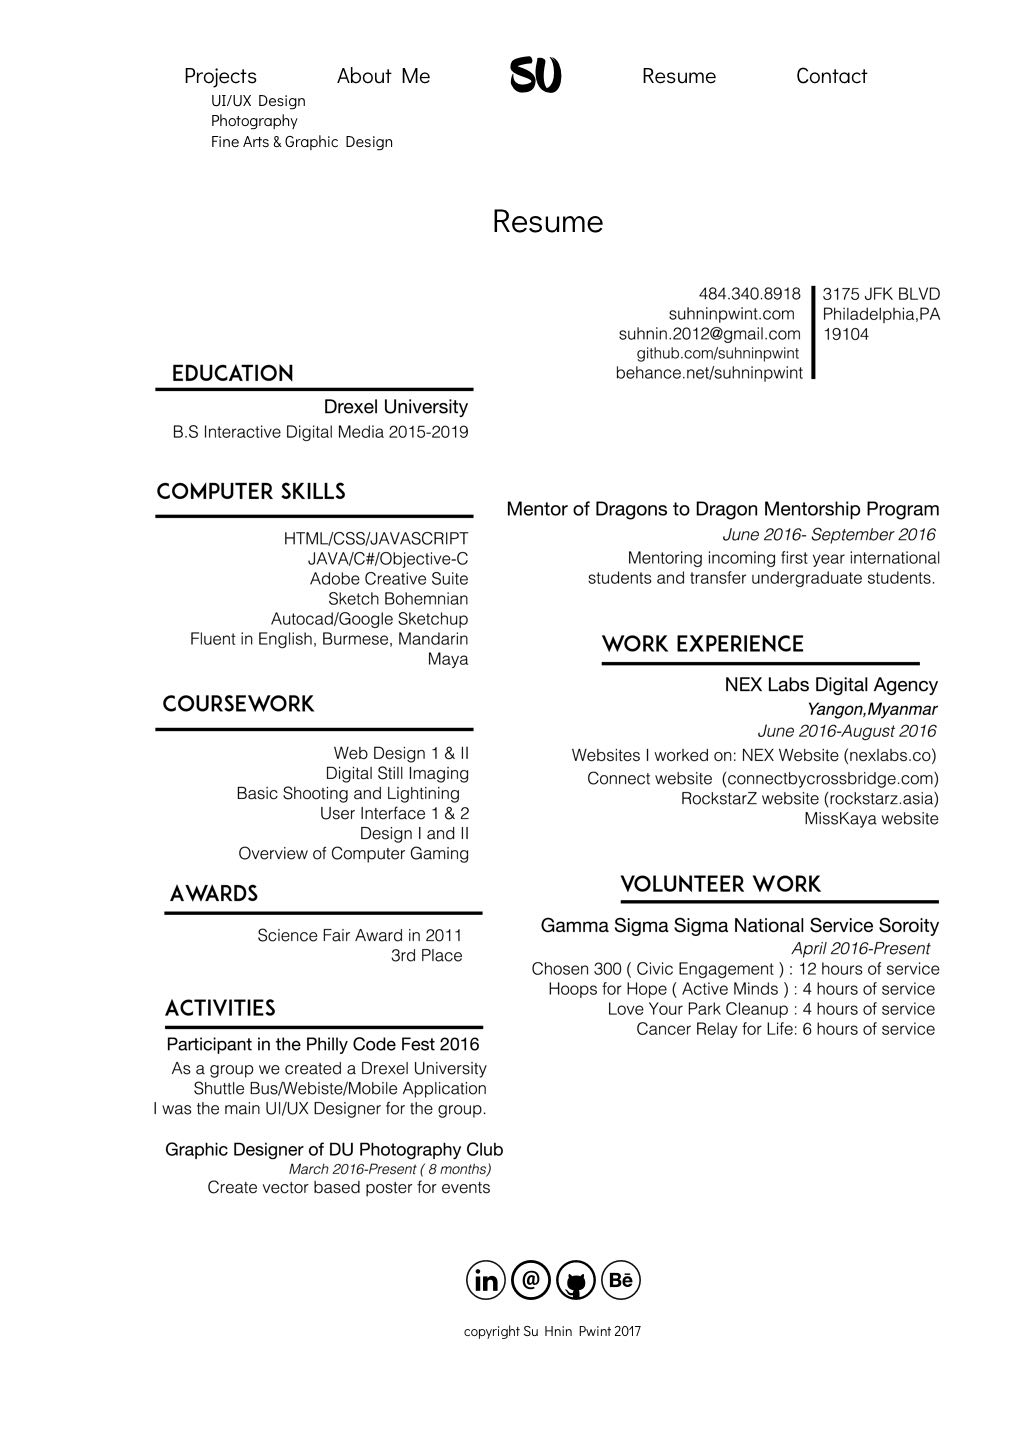 Projects About Me SU Resume Contact
UI/UX Design
Photography
Fine Arts & Graphic Design
Resume
484.340.8918
suhninpwint.com
suhnin.2012@gmail.com
github.com/suhninpwint
behance.net/suhninpwint
3175 JFK BLVD
Philadelphia,PA
19104
EDUCATION
Drexel University
B.S Interactive Digital Media 2015-2019
COMPUTER SKILLS
HTML/CSS/JAVASCRIPT
JAVA/C#/Objective-C
Adobe Creative Suite
Sketch Bohemnian
Autocad/Google Sketchup
Fluent in English, Burmese, Mandarin
Maya
COURSEWORK
Web Design 1 & II
Digital Still Imaging
Basic Shooting and Lightining
User Interface 1 & 2
Design I and II
Overview of Computer Gaming
AWARDS
Science Fair Award in 2011
3rd Place
ACTIVITIES
Participant in the Philly Code Fest 2016
As a group we created a Drexel University
Shuttle Bus/Webiste/Mobile Application
I was the main UI/UX Designer for the group.
Graphic Designer of DU Photography Club
March 2016-Present ( 8 months)
Create vector based poster for events
Mentor of Dragons to Dragon Mentorship Program
June 2016- September 2016
Mentoring incoming first year international
students and transfer undergraduate students.
WORK EXPERIENCE
NEX Labs Digital Agency
Yangon,Myanmar
June 2016-August 2016
Websites I worked on: NEX Website (nexlabs.co)
Connect website (connectbycrossbridge.com)
RockstarZ website (rockstarz.asia)
MissKaya website
VOLUNTEER WORK
Gamma Sigma Sigma National Service Soroity
April 2016-Present
Chosen 300 ( Civic Engagement ) : 12 hours of service
Hoops for Hope ( Active Minds ) : 4 hours of service
Love Your Park Cleanup : 4 hours of service
Cancer Relay for Life: 6 hours of service
in @ Bē
copyright Su Hnin Pwint 2017